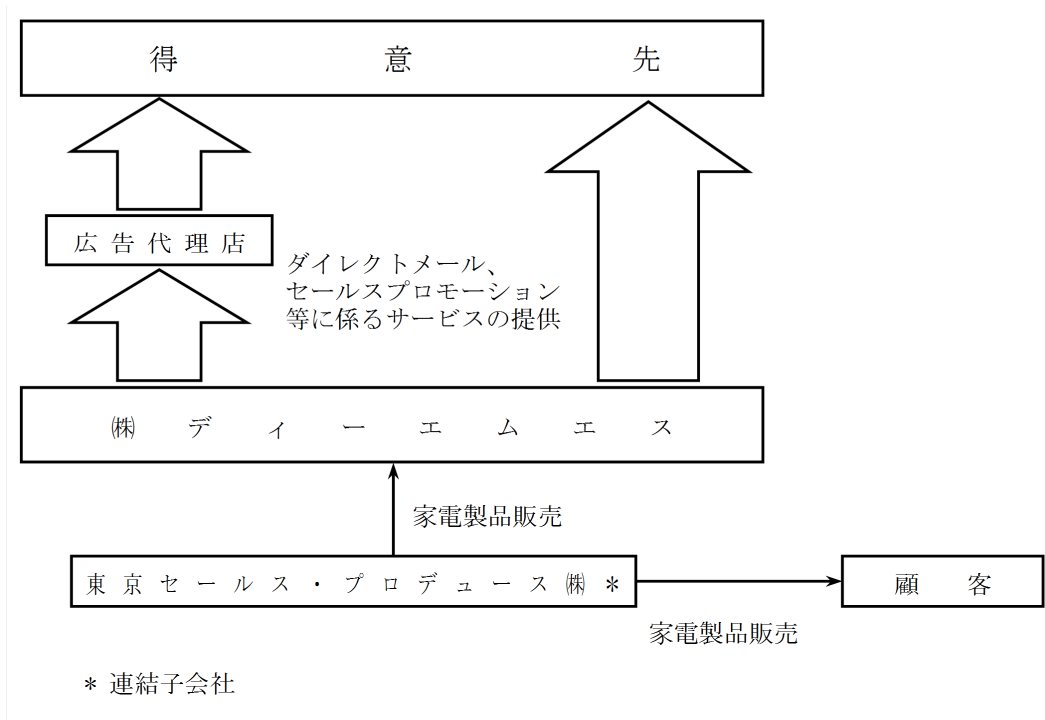 得意先
広告代理店
ダイレクトメール、
セールスプロモーション
等に係るサービスの提供
㈱ディーエムエス
家電製品販売
東京セールス・プロデュース㈱＊
顧客
家電製品販売
＊ 連結子会社